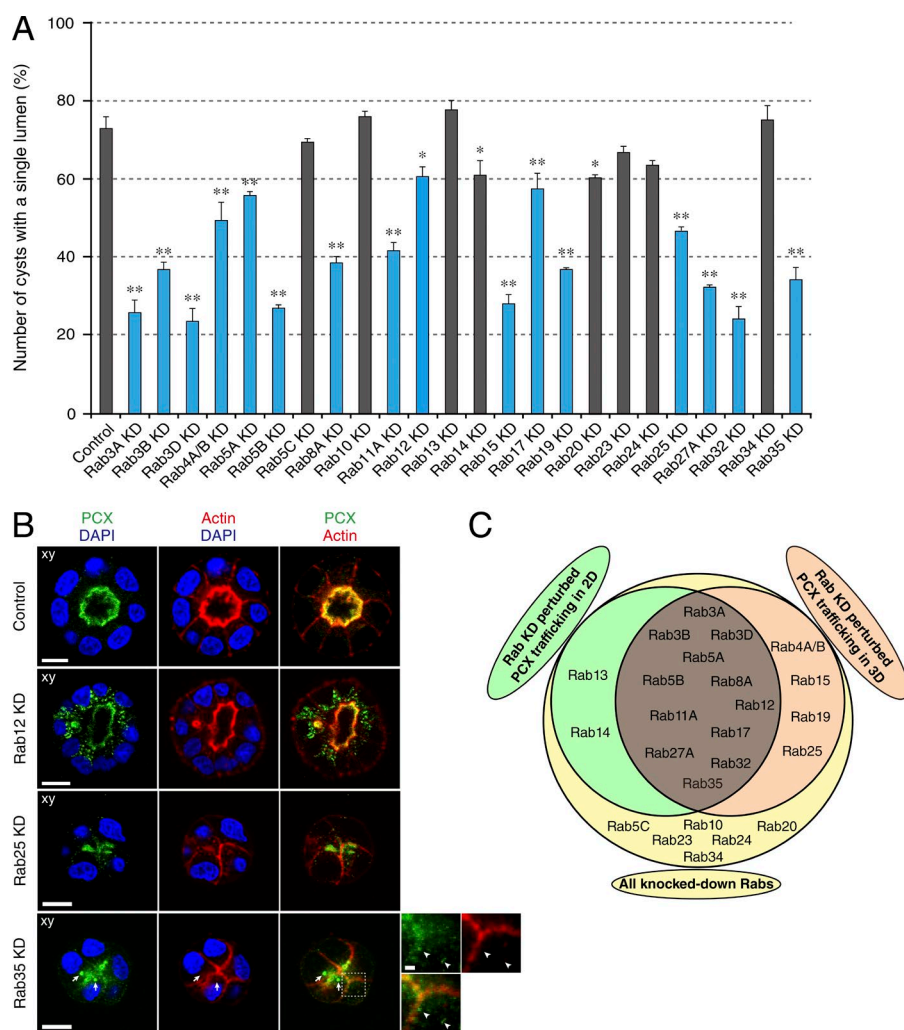 A
Number of cysts with a single lumen (%)
100
80
60
40
20
0
** ** ** ** ** ** ** ** * * ** ** ** * ** ** ** **
Control Rab3A KD Rab3B KD Rab3D KD Rab4A/B KD Rab5A KD Rab5B KD Rab5C KD Rab8A KD Rab10 KD Rab11A KD Rab12 KD Rab13 KD Rab14 KD Rab15 KD Rab17 KD Rab19 KD Rab20 KD Rab23 KD Rab24 KD Rab25 KD Rab27A KD Rab32 KD Rab34 KD Rab35 KD
B
PCX Actin PCX
DAPI DAPI Actin
Control
xy
Rab12 KD
xy
Rab25 KD
xy
Rab35 KD
xy
C
Rab KD perturbed
PCX trafficking in 2D
Rab KD perturbed
PCX trafficking in 3D
Rab3A
Rab3B Rab3D
Rab4A/B
Rab5A
Rab13
Rab5B Rab8A
Rab15
Rab12
Rab11A
Rab19
Rab14
Rab17
Rab27A
Rab25
Rab32
Rab35
Rab5C Rab10 Rab20
Rab23 Rab24
Rab34
All knocked-down Rabs